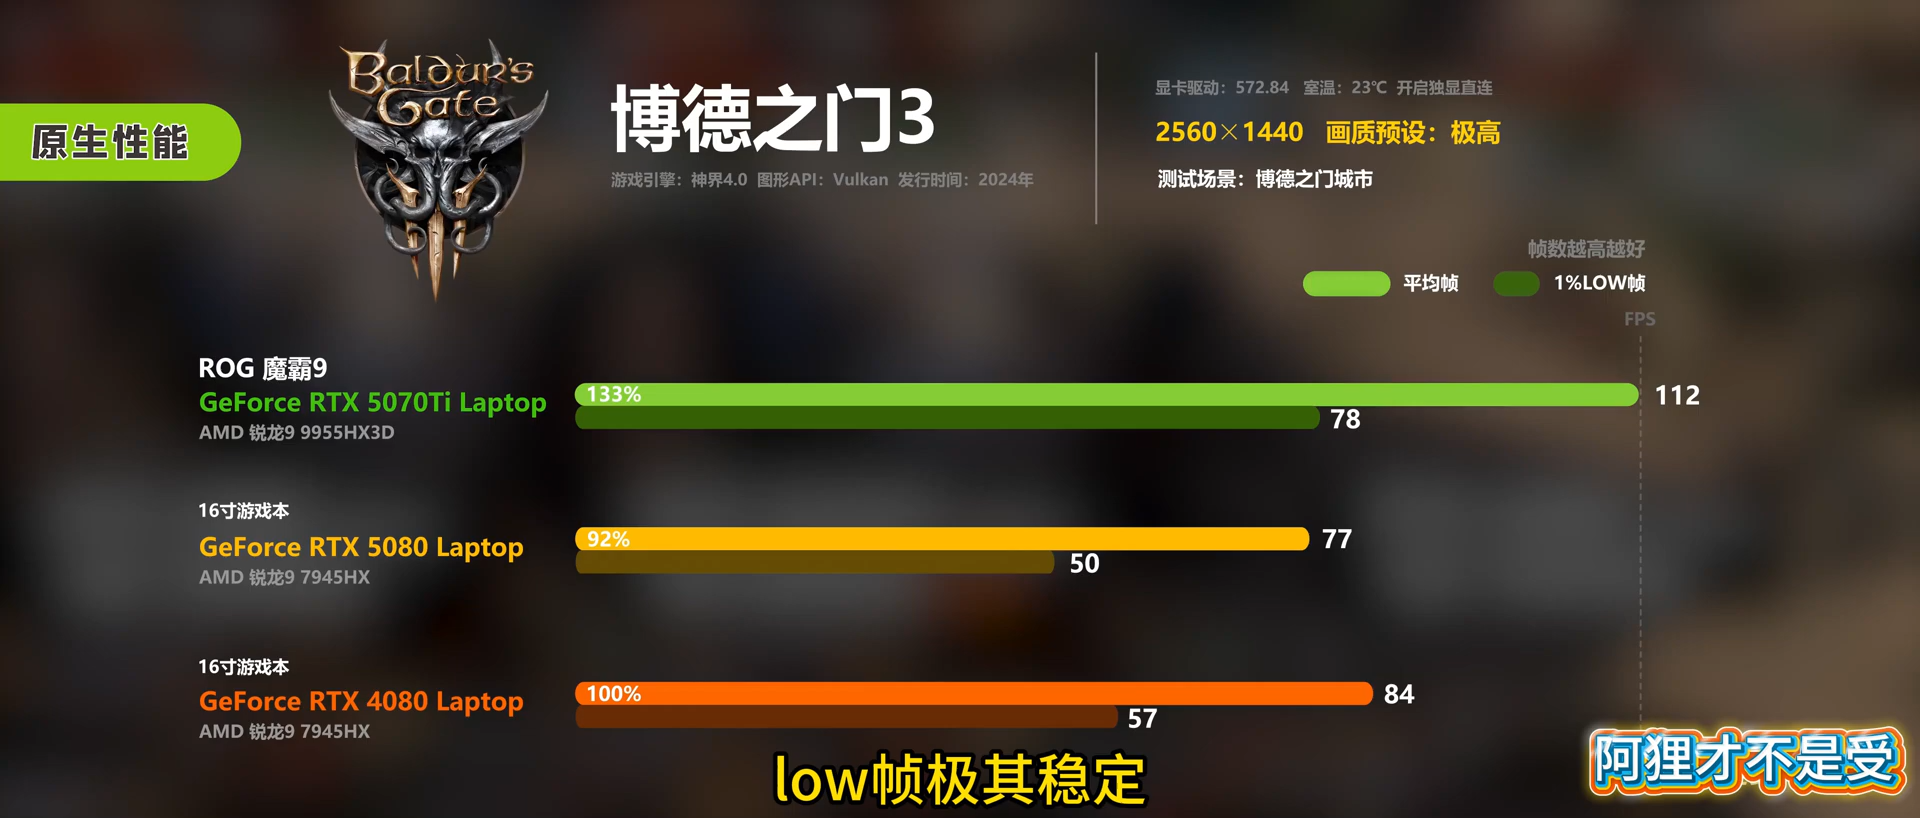 原生性能
Baldur's
Gate
博德之门3
游戏引擎：神界4.0 图形API：Vulkan 发行时间：2024年
显卡驱动：572.84 室温：23℃ 开启独显直连
2560×1440 画质预设：极高
测试场景：博德之门城市
帧数越高越好
平均帧 1%LOW帧
FPS
ROG 魔霸9
GeForce RTX 5070Ti Laptop
AMD 锐龙9 9955HX3D
133% 112
78
16寸游戏本
GeForce RTX 5080 Laptop
AMD 锐龙9 7945HX
92% 77
50
16寸游戏本
GeForce RTX 4080 Laptop
AMD 锐龙9 7945HX
100% 84
57
low帧极其稳定
阿狸才不是受